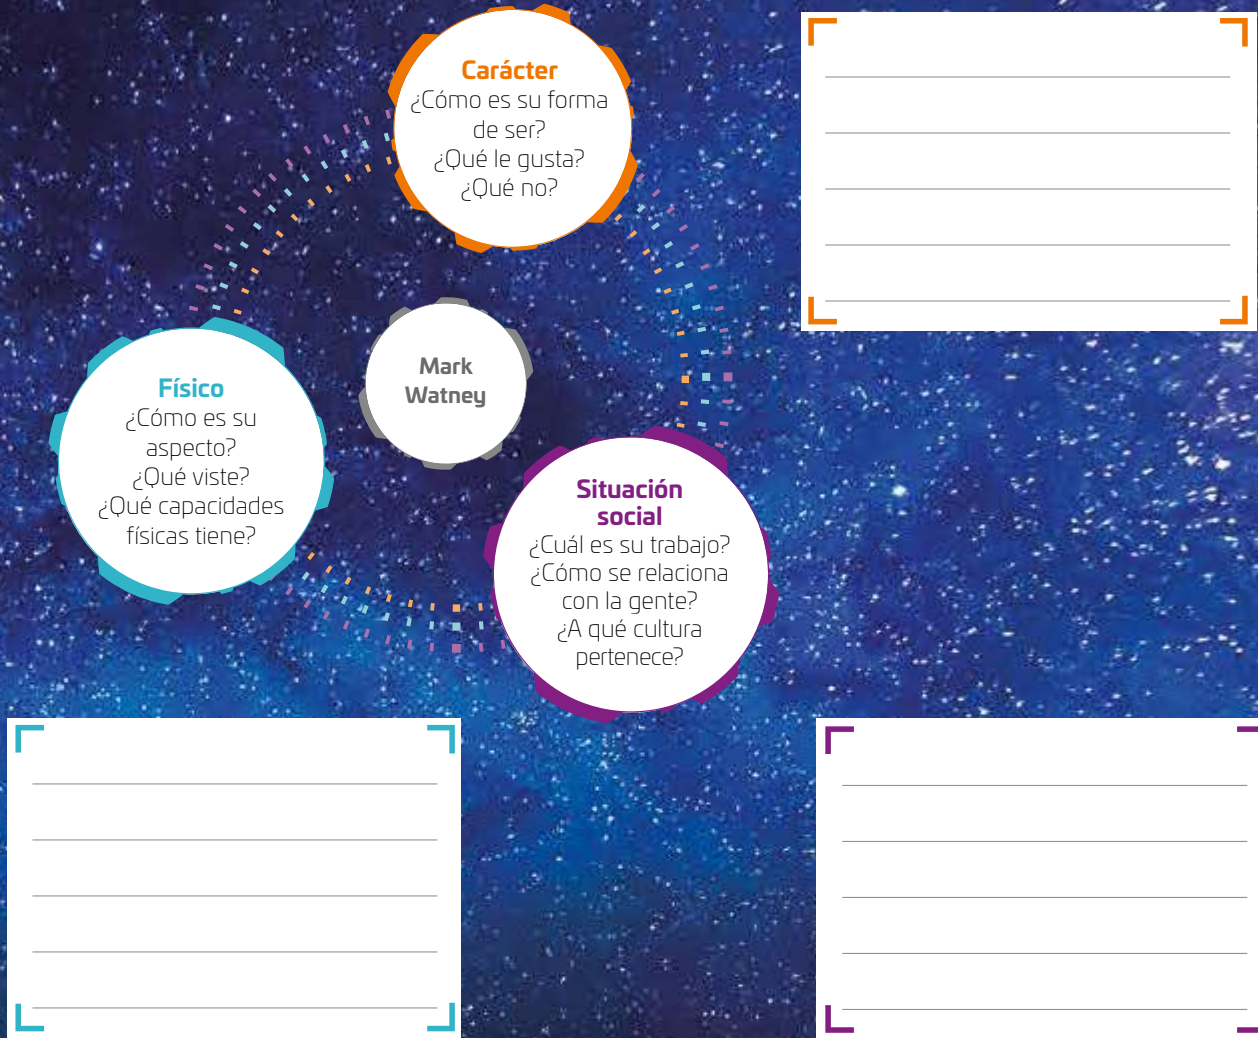 Carácter
¿Cómo es su forma
de ser?
¿Qué le gusta?
¿Qué no?
Mark
Watney
Físico
¿Cómo es su
aspecto?
¿Qué viste?
¿Qué capacidades
físicas tiene?
Situación
social
¿Cuál es su trabajo?
¿Cómo se relaciona
con la gente?
¿A qué cultura
pertenece?